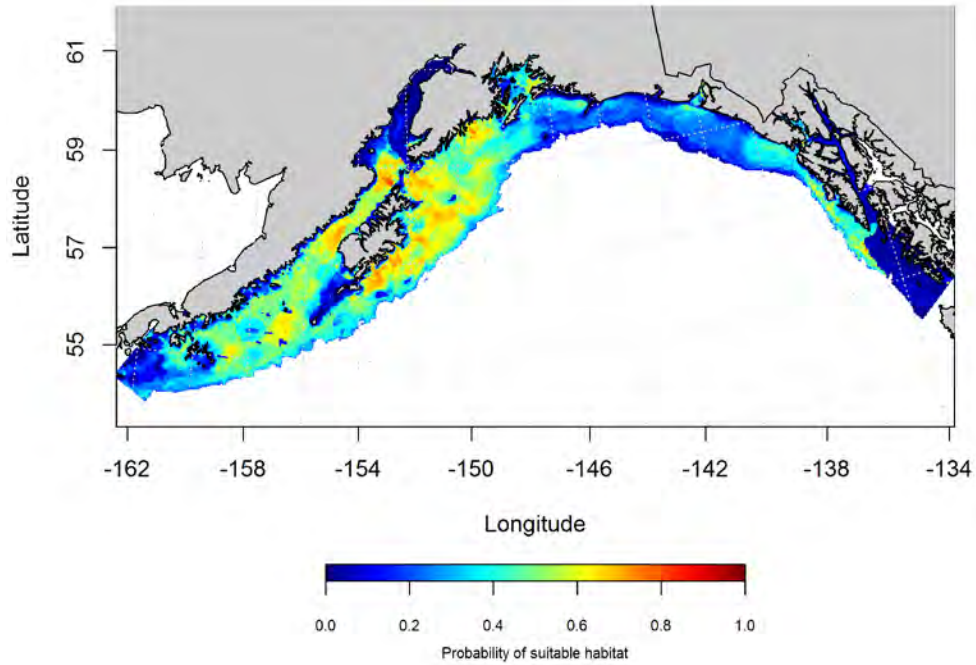 61
59
57
55
Latitude
-162 -158 -154 -150 -146 -142 -138 -134
Longitude
0.0 0.2 0.4 0.6 0.8 1.0
Probability of suitable habitat